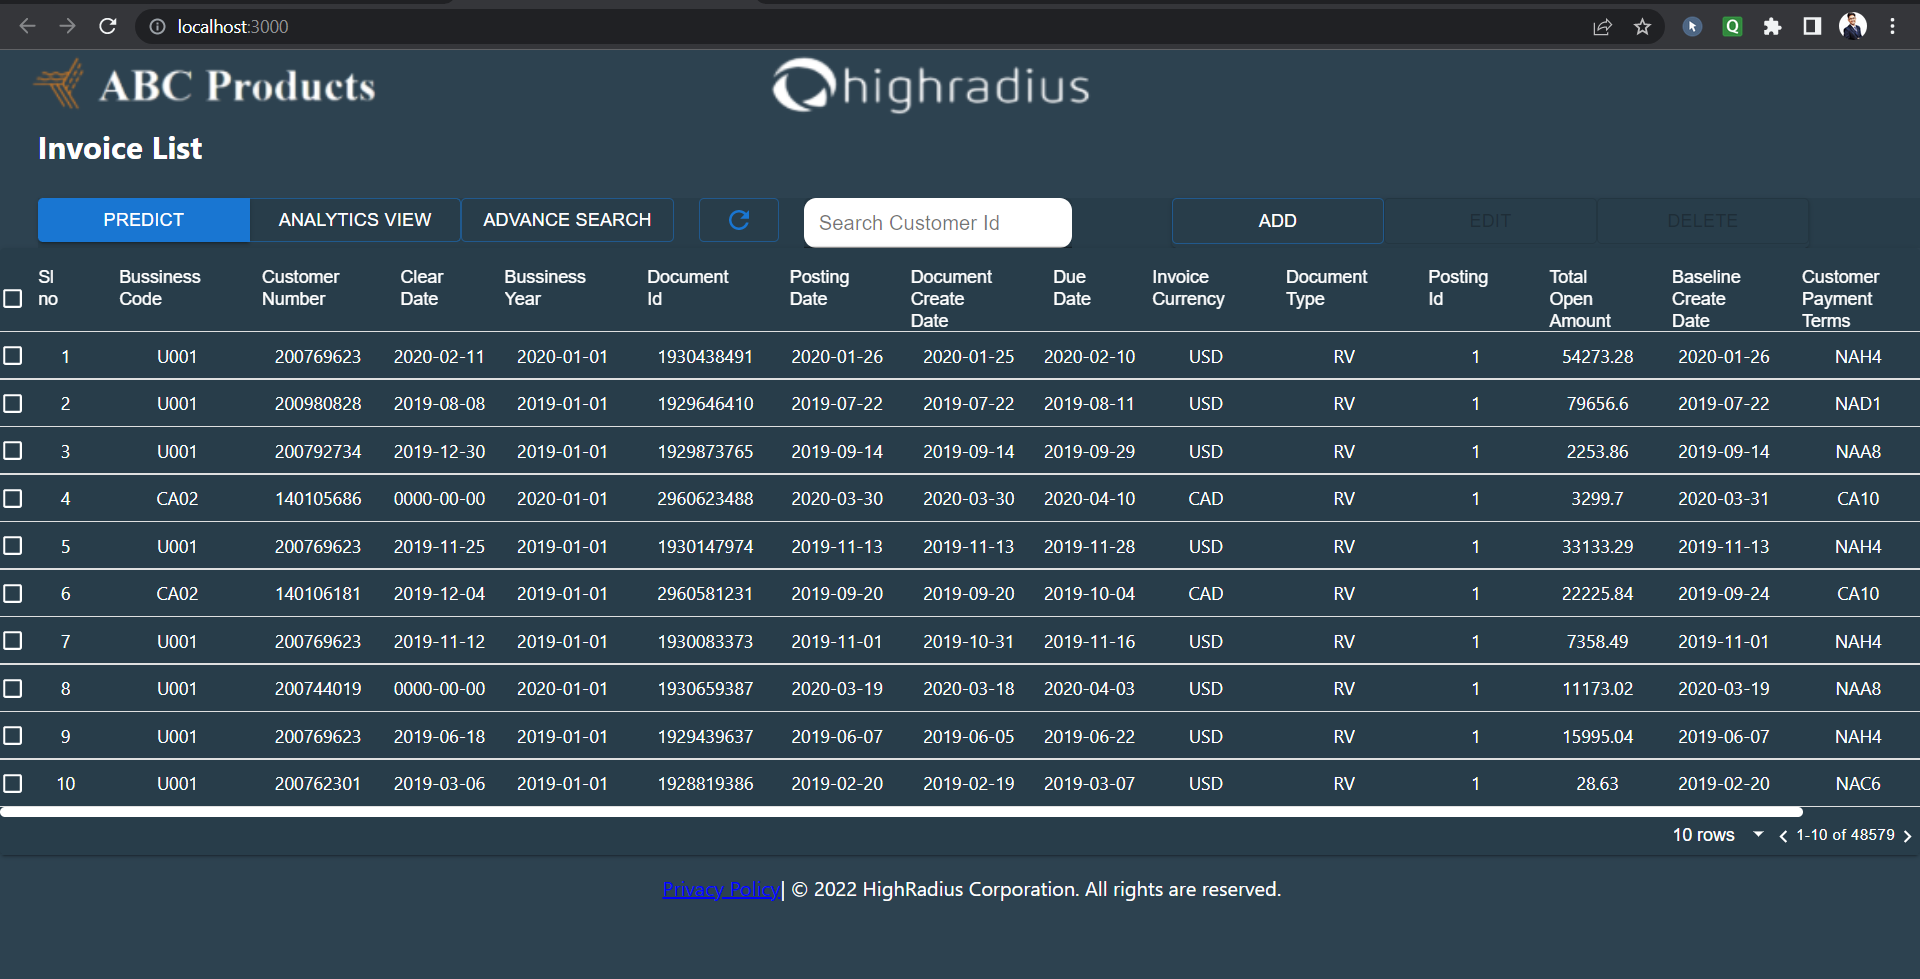 localhost:3000
Q
ABC Products
highradius
Invoice List
PREDICT ANALYTICS VIEW ADVANCE SEARCH Search Customer Id ADD EDIT DELETE
Sl no Bussiness Code Customer Number Clear Date Bussiness Year Document Id Posting Date Document Create Date Due Date Invoice Currency Document Type Posting Id Total Open Amount Baseline Create Date Customer Payment Terms
1 U001 200769623 2020-02-11 2020-01-01 1930438491 2020-01-26 2020-01-25 2020-02-10 USD RV 1 54273.28 2020-01-26 NAH4
2 U001 200980828 2019-08-08 2019-01-01 1929646410 2019-07-22 2019-07-22 2019-08-11 USD RV 1 79656.6 2019-07-22 NAD1
3 U001 200792734 2019-12-30 2019-01-01 1929873765 2019-09-14 2019-09-14 2019-09-29 USD RV 1 2253.86 2019-09-14 NAA8
4 CA02 140105686 0000-00-00 2020-01-01 2960623488 2020-03-30 2020-03-30 2020-04-10 CAD RV 1 3299.7 2020-03-31 CA10
5 U001 200769623 2019-11-25 2019-01-01 1930147974 2019-11-13 2019-11-13 2019-11-28 USD RV 1 33133.29 2019-11-13 NAH4
6 CA02 140106181 2019-12-04 2019-01-01 2960581231 2019-09-20 2019-09-20 2019-10-04 CAD RV 1 22225.84 2019-09-24 CA10
7 U001 200769623 2019-11-12 2019-01-01 1930083373 2019-11-01 2019-10-31 2019-11-16 USD RV 1 7358.49 2019-11-01 NAH4
8 U001 200744019 0000-00-00 2020-01-01 1930659387 2020-03-19 2020-03-18 2020-04-03 USD RV 1 11173.02 2020-03-19 NAA8
9 U001 200769623 2019-06-18 2019-01-01 1929439637 2019-06-07 2019-06-05 2019-06-22 USD RV 1 15995.04 2019-06-07 NAH4
10 U001 200762301 2019-03-06 2019-01-01 1928819386 2019-02-20 2019-02-19 2019-03-07 USD RV 1 28.63 2019-02-20 NAC6
10 rows 1-10 of 48579
Privacy Policy| © 2022 HighRadius Corporation. All rights are reserved.